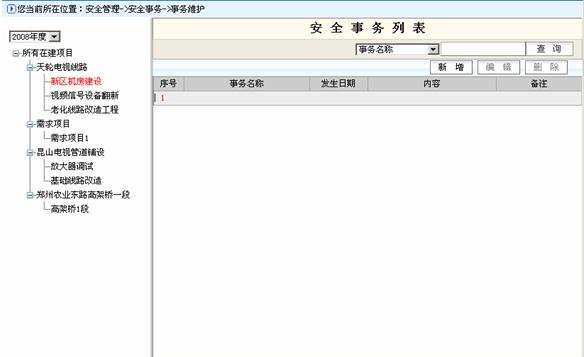 您当前所在位置：安全管理->安全事务->事务维护
2008年度
所有在建项目
天轮电视线路
新区机房建设
视频信号设备翻新
老化线路改造工程
需求项目
需求项目1
昆山电视管道铺设
放大器调试
基础线路改造
郑州农业东路高架桥一段
高架桥1段
安全事务列表
事务名称 查 询
新 增 编 辑 删 除
序号 事务名称 发生日期 内容 备注
1